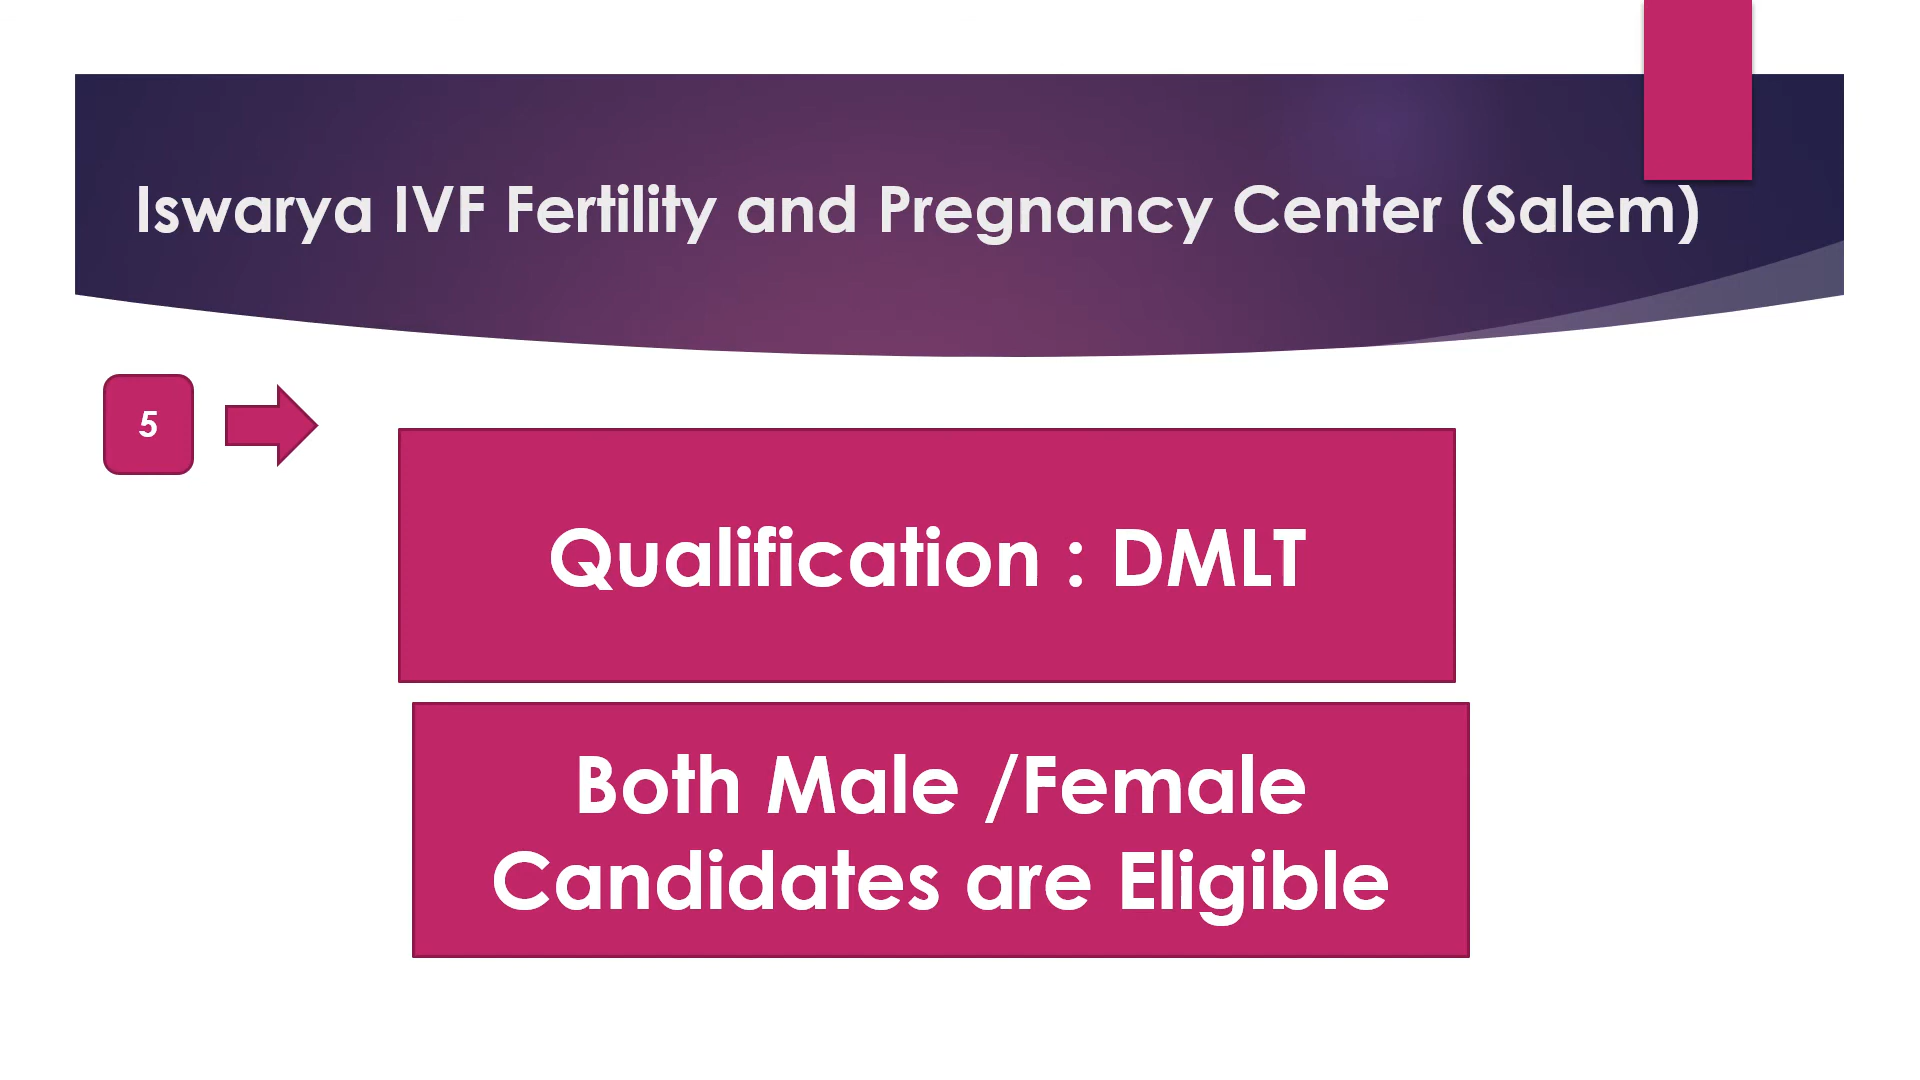 Iswarya IVF Fertility and Pregnancy Center (Salem)
5
Qualification : DMLT
Both Male /Female
Candidates are Eligible